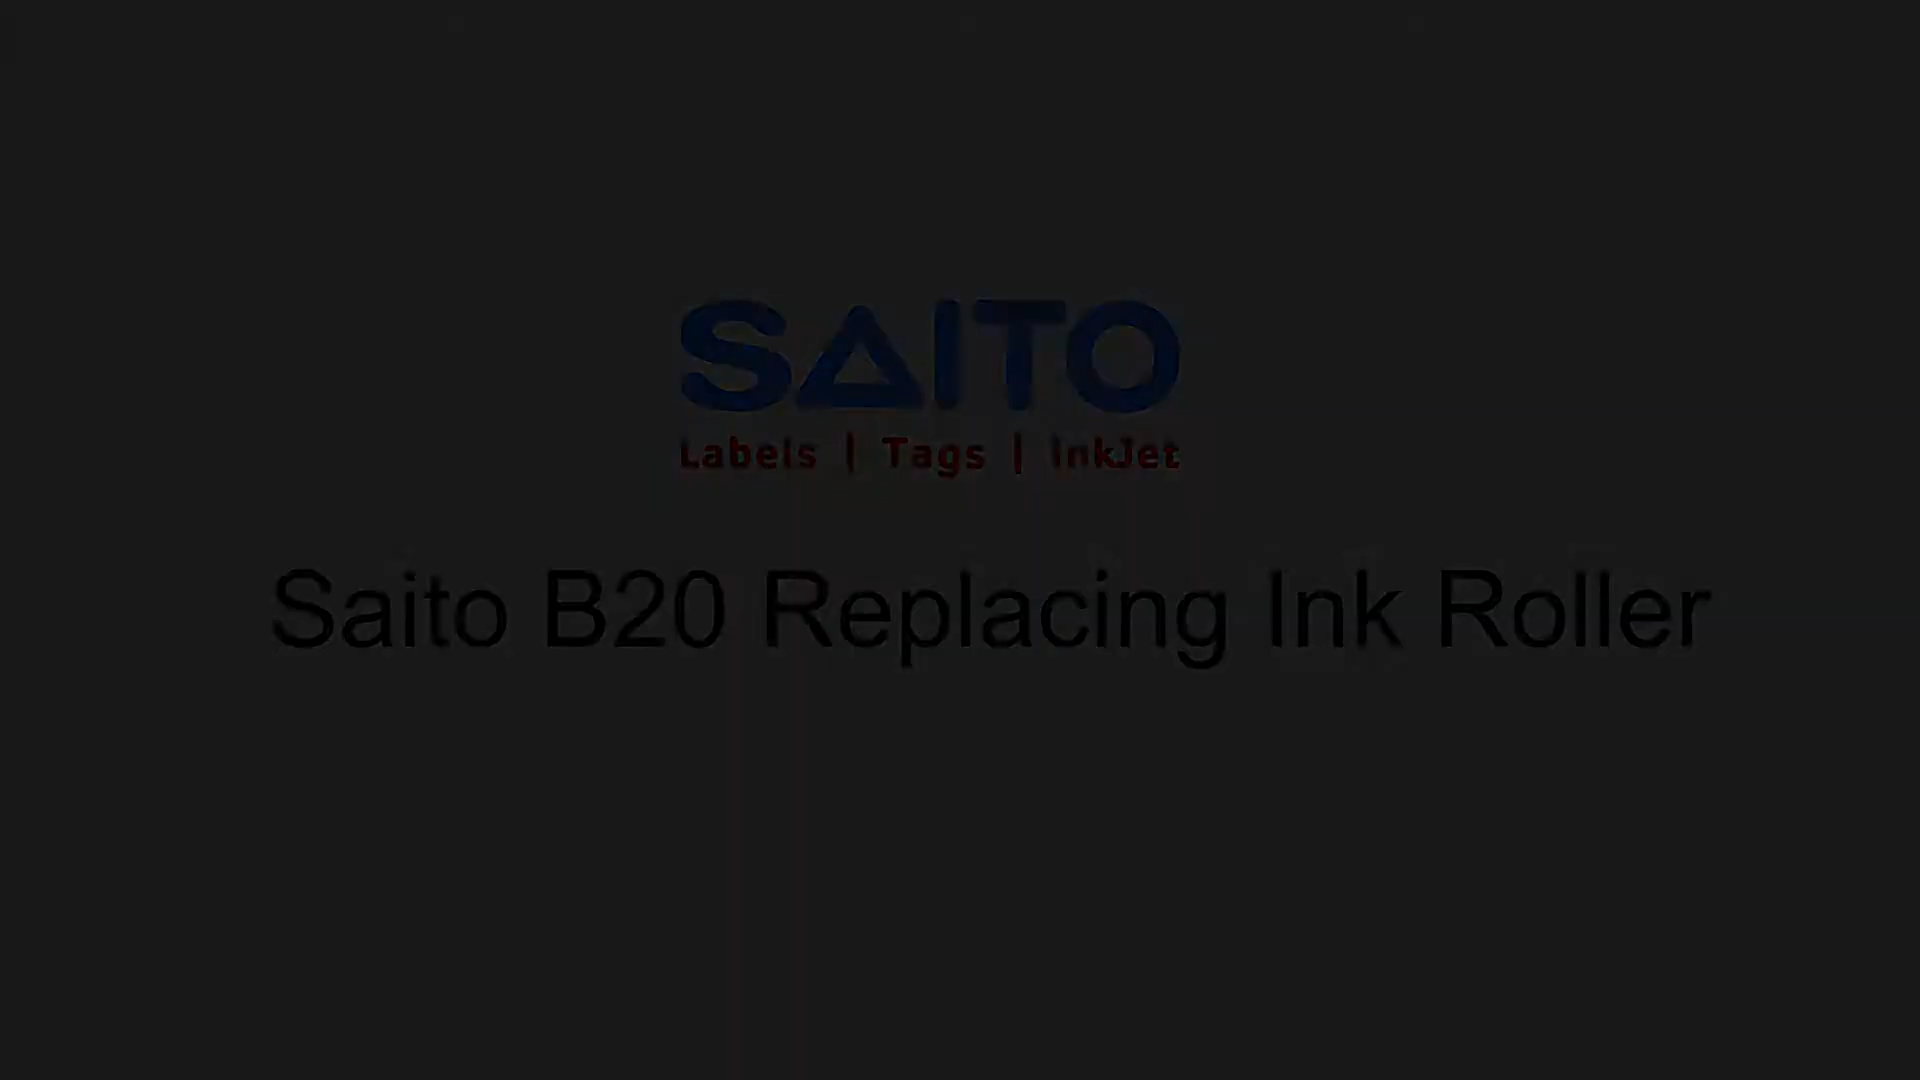 SAITO
Labels | Tags | InkJet
Saito B20 Replacing Ink Roller